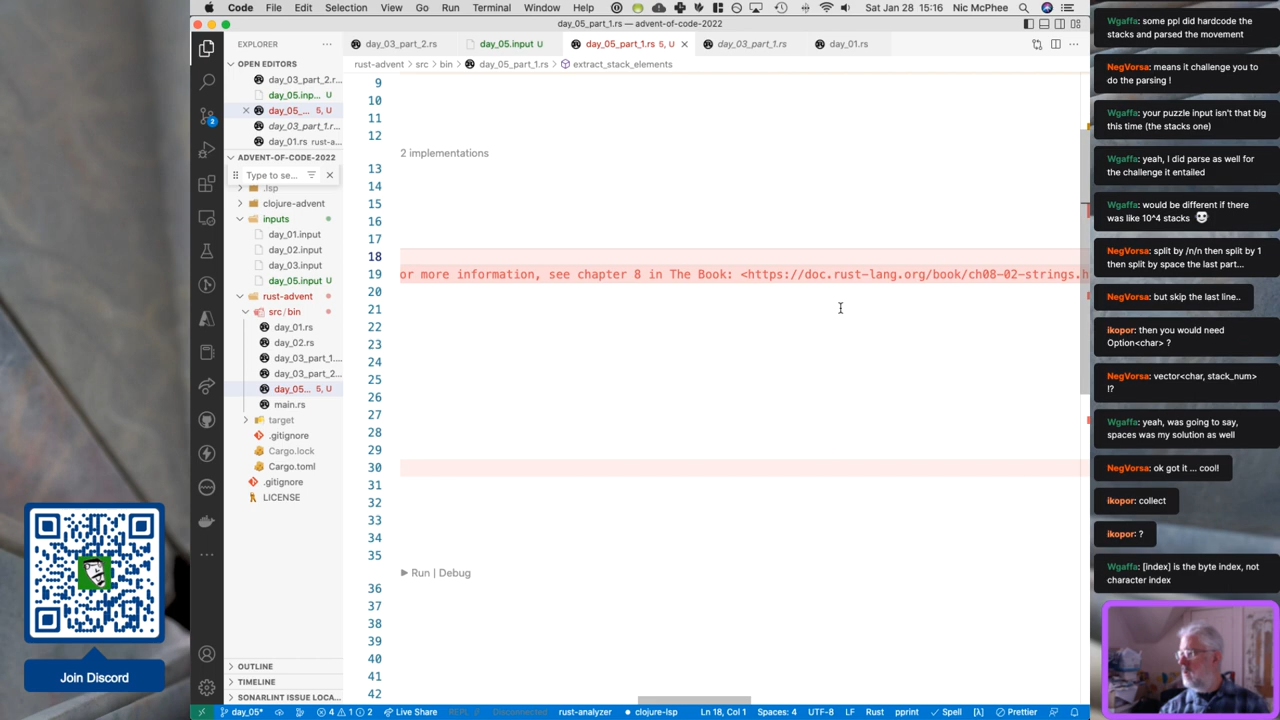 Code File Edit Selection View Go Run Terminal Window Help Sat Jan 28 15:16 Nic McPhee
day_05_part_1.rs — advent-of-code-2022
EXPLORER
day_03_part_2.rs day_05.input U day_05_part_1.rs 5, U day_03_part_1.rs day_01.rs
rust-advent › src › bin › day_05_part_1.rs › extract_stack_elements
OPEN EDITORS
day_03_part_2.r...
day_05.inp... U
day_05_... 5, U
day_03_part_1.r...
day_01.rs rust-a...
ADVENT-OF-CODE-2022
Type to se...
.lsp
clojure-advent
inputs
day_01.input
day_02.input
day_03.input
day_05.input U
rust-advent
src/bin
day_01.rs
day_02.rs
day_03_part_1....
day_03_part_2...
day_05... 5, U
main.rs
target
.gitignore
Cargo.lock
Cargo.toml
.gitignore
LICENSE
OUTLINE
TIMELINE
SONARLINT ISSUE LOCA...
2
9
10
11
12
2 implementations
13
14
15
16
17
18
19 or more information, see chapter 8 in The Book: <https://doc.rust-lang.org/book/ch08-02-strings.h
20
21
22
23
24
25
26
27
28
29
30
31
32
33
34
35
Run | Debug
36
37
38
39
40
41
42
day_05* 4 1 2 Live Share REPL Disconnected rust-analyzer clojure-lsp Ln 18, Col 1 Spaces: 4 UTF-8 LF Rust pprint Spell [λ] Prettier
Wgaffa: some ppl did hardcode the
stacks and parsed the movement
NegVorsa: means it challenge you to
do the parsing !
Wgaffa: your puzzle input isn't that big
this time (the stacks one)
Wgaffa: yeah, I did parse as well for
the challenge it entailed
Wgaffa: would be different if there
was like 10^4 stacks
NegVorsa: split by /n/n then split by 1
then split by space the last part...
NegVorsa: but skip the last line..
ikopor: then you would need
Option<char> ?
NegVorsa: vector<char, stack_num>
!?
Wgaffa: yeah, was going to say,
spaces was my solution as well
NegVorsa: ok got it ... cool!
ikopor: collect
ikopor: ?
Wgaffa: [index] is the byte index, not
character index
Join Discord